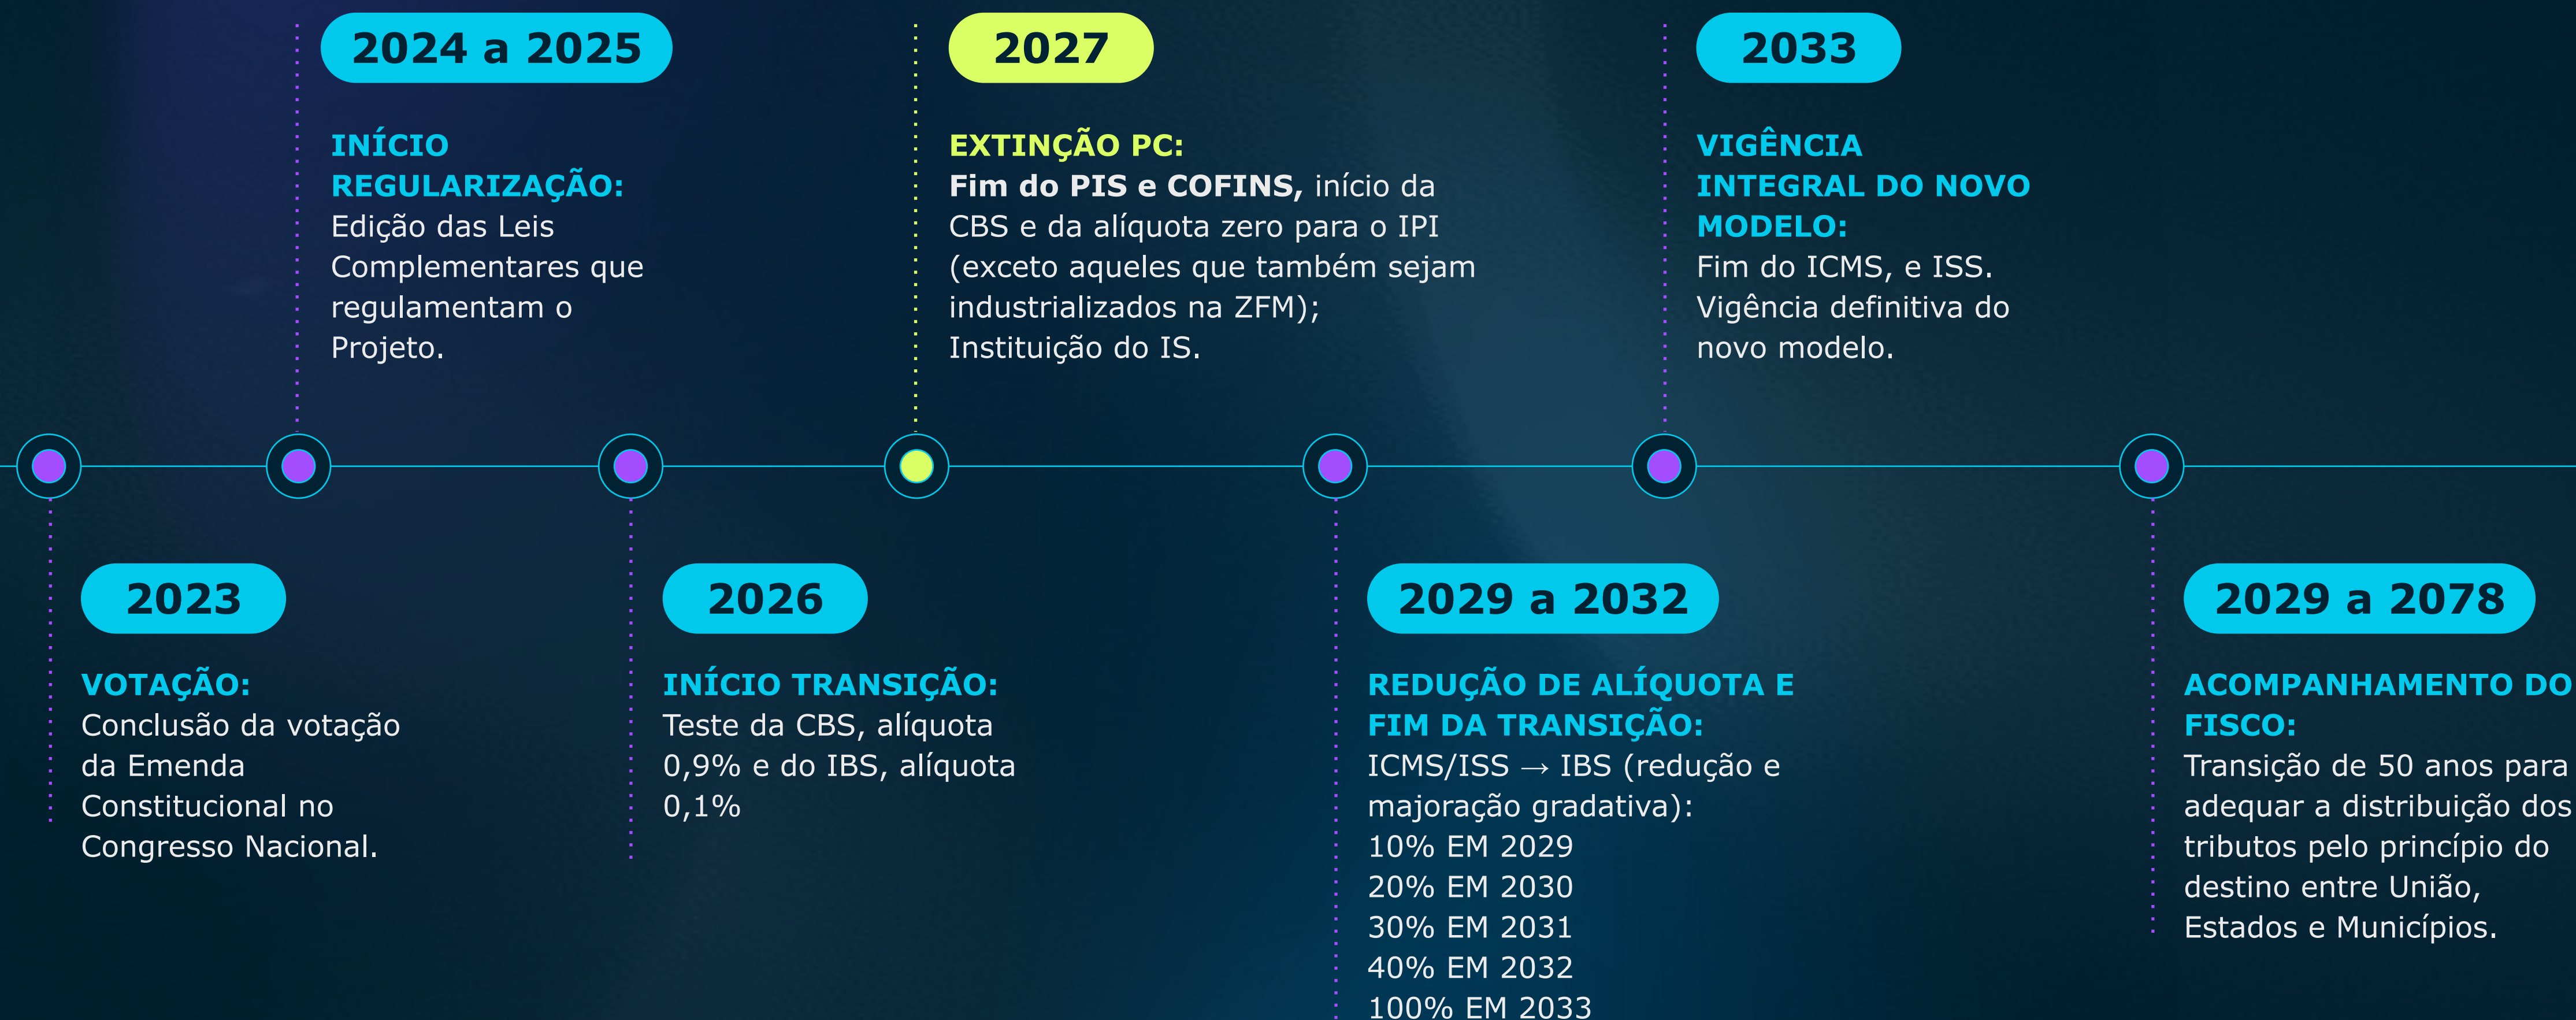 2024 a 2025
INÍCIO
REGULARIZAÇÃO:
Edição das Leis
Complementares que
regulamentam o
Projeto.
2027
EXTINÇÃO PC:
Fim do PIS e COFINS, início da
CBS e da alíquota zero para o IPI
(exceto aqueles que também sejam
industrializados na ZFM);
Instituição do IS.
2033
VIGÊNCIA
INTEGRAL DO NOVO
MODELO:
Fim do ICMS, e ISS.
Vigência definitiva do
novo modelo.
2023
VOTAÇÃO:
Conclusão da votação
da Emenda
Constitucional no
Congresso Nacional.
2026
INÍCIO TRANSIÇÃO:
Teste da CBS, alíquota
0,9% e do IBS, alíquota
0,1%
2029 a 2032
REDUÇÃO DE ALÍQUOTA E
FIM DA TRANSIÇÃO:
ICMS/ISS → IBS (redução e
majoração gradativa):
10% EM 2029
20% EM 2030
30% EM 2031
40% EM 2032
100% EM 2033
2029 a 2078
ACOMPANHAMENTO DO
FISCO:
Transição de 50 anos para
adequar a distribuição dos
tributos pelo princípio do
destino entre União,
Estados e Municípios.